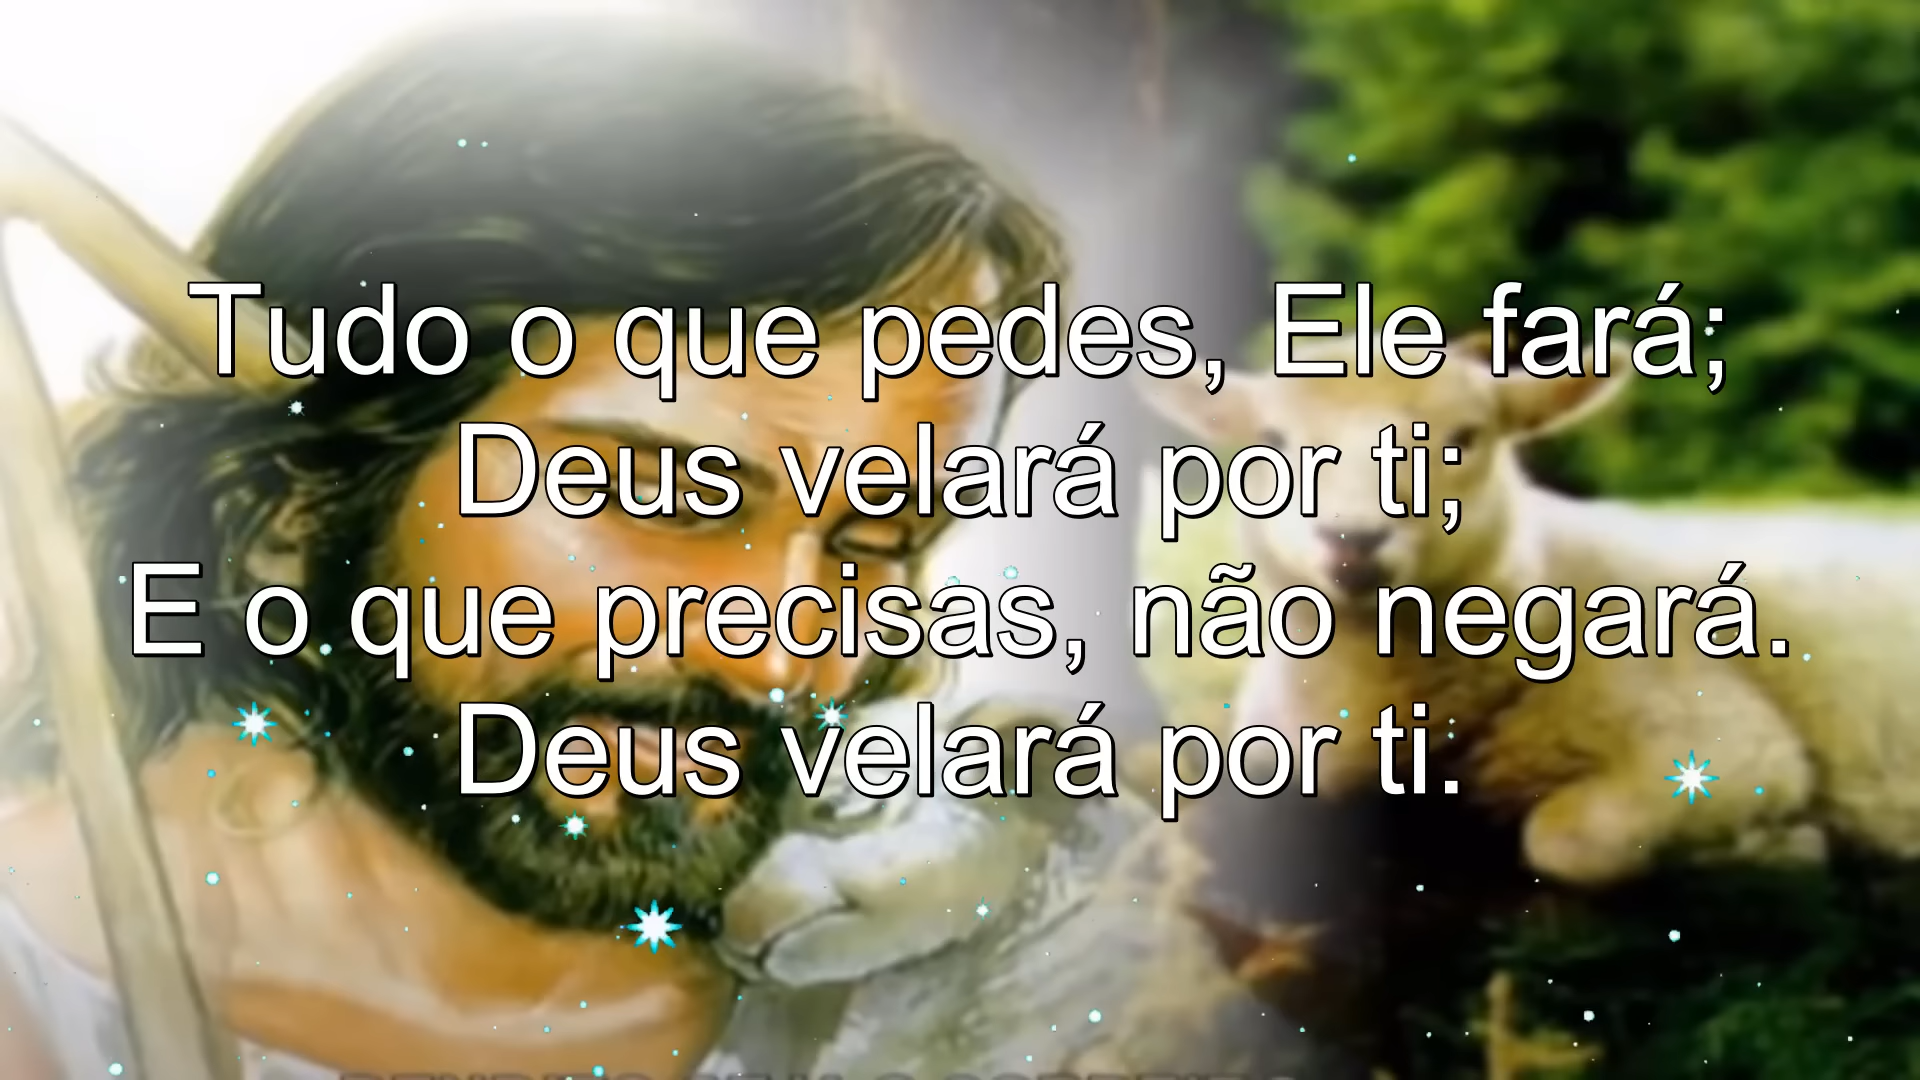 Tudo o que pedes, Ele fará;
Deus velará por ti;
E o que precisas, não negará.
Deus velará por ti.